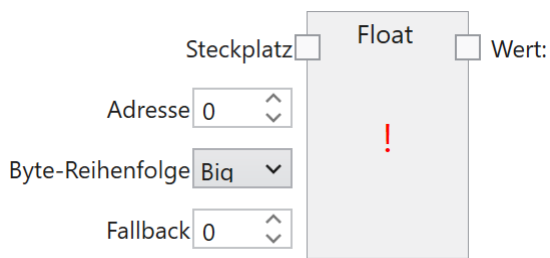 Float
Steckplatz
Wert:
!
Adresse 0
Byte-Reihenfolge Big
Fallback 0